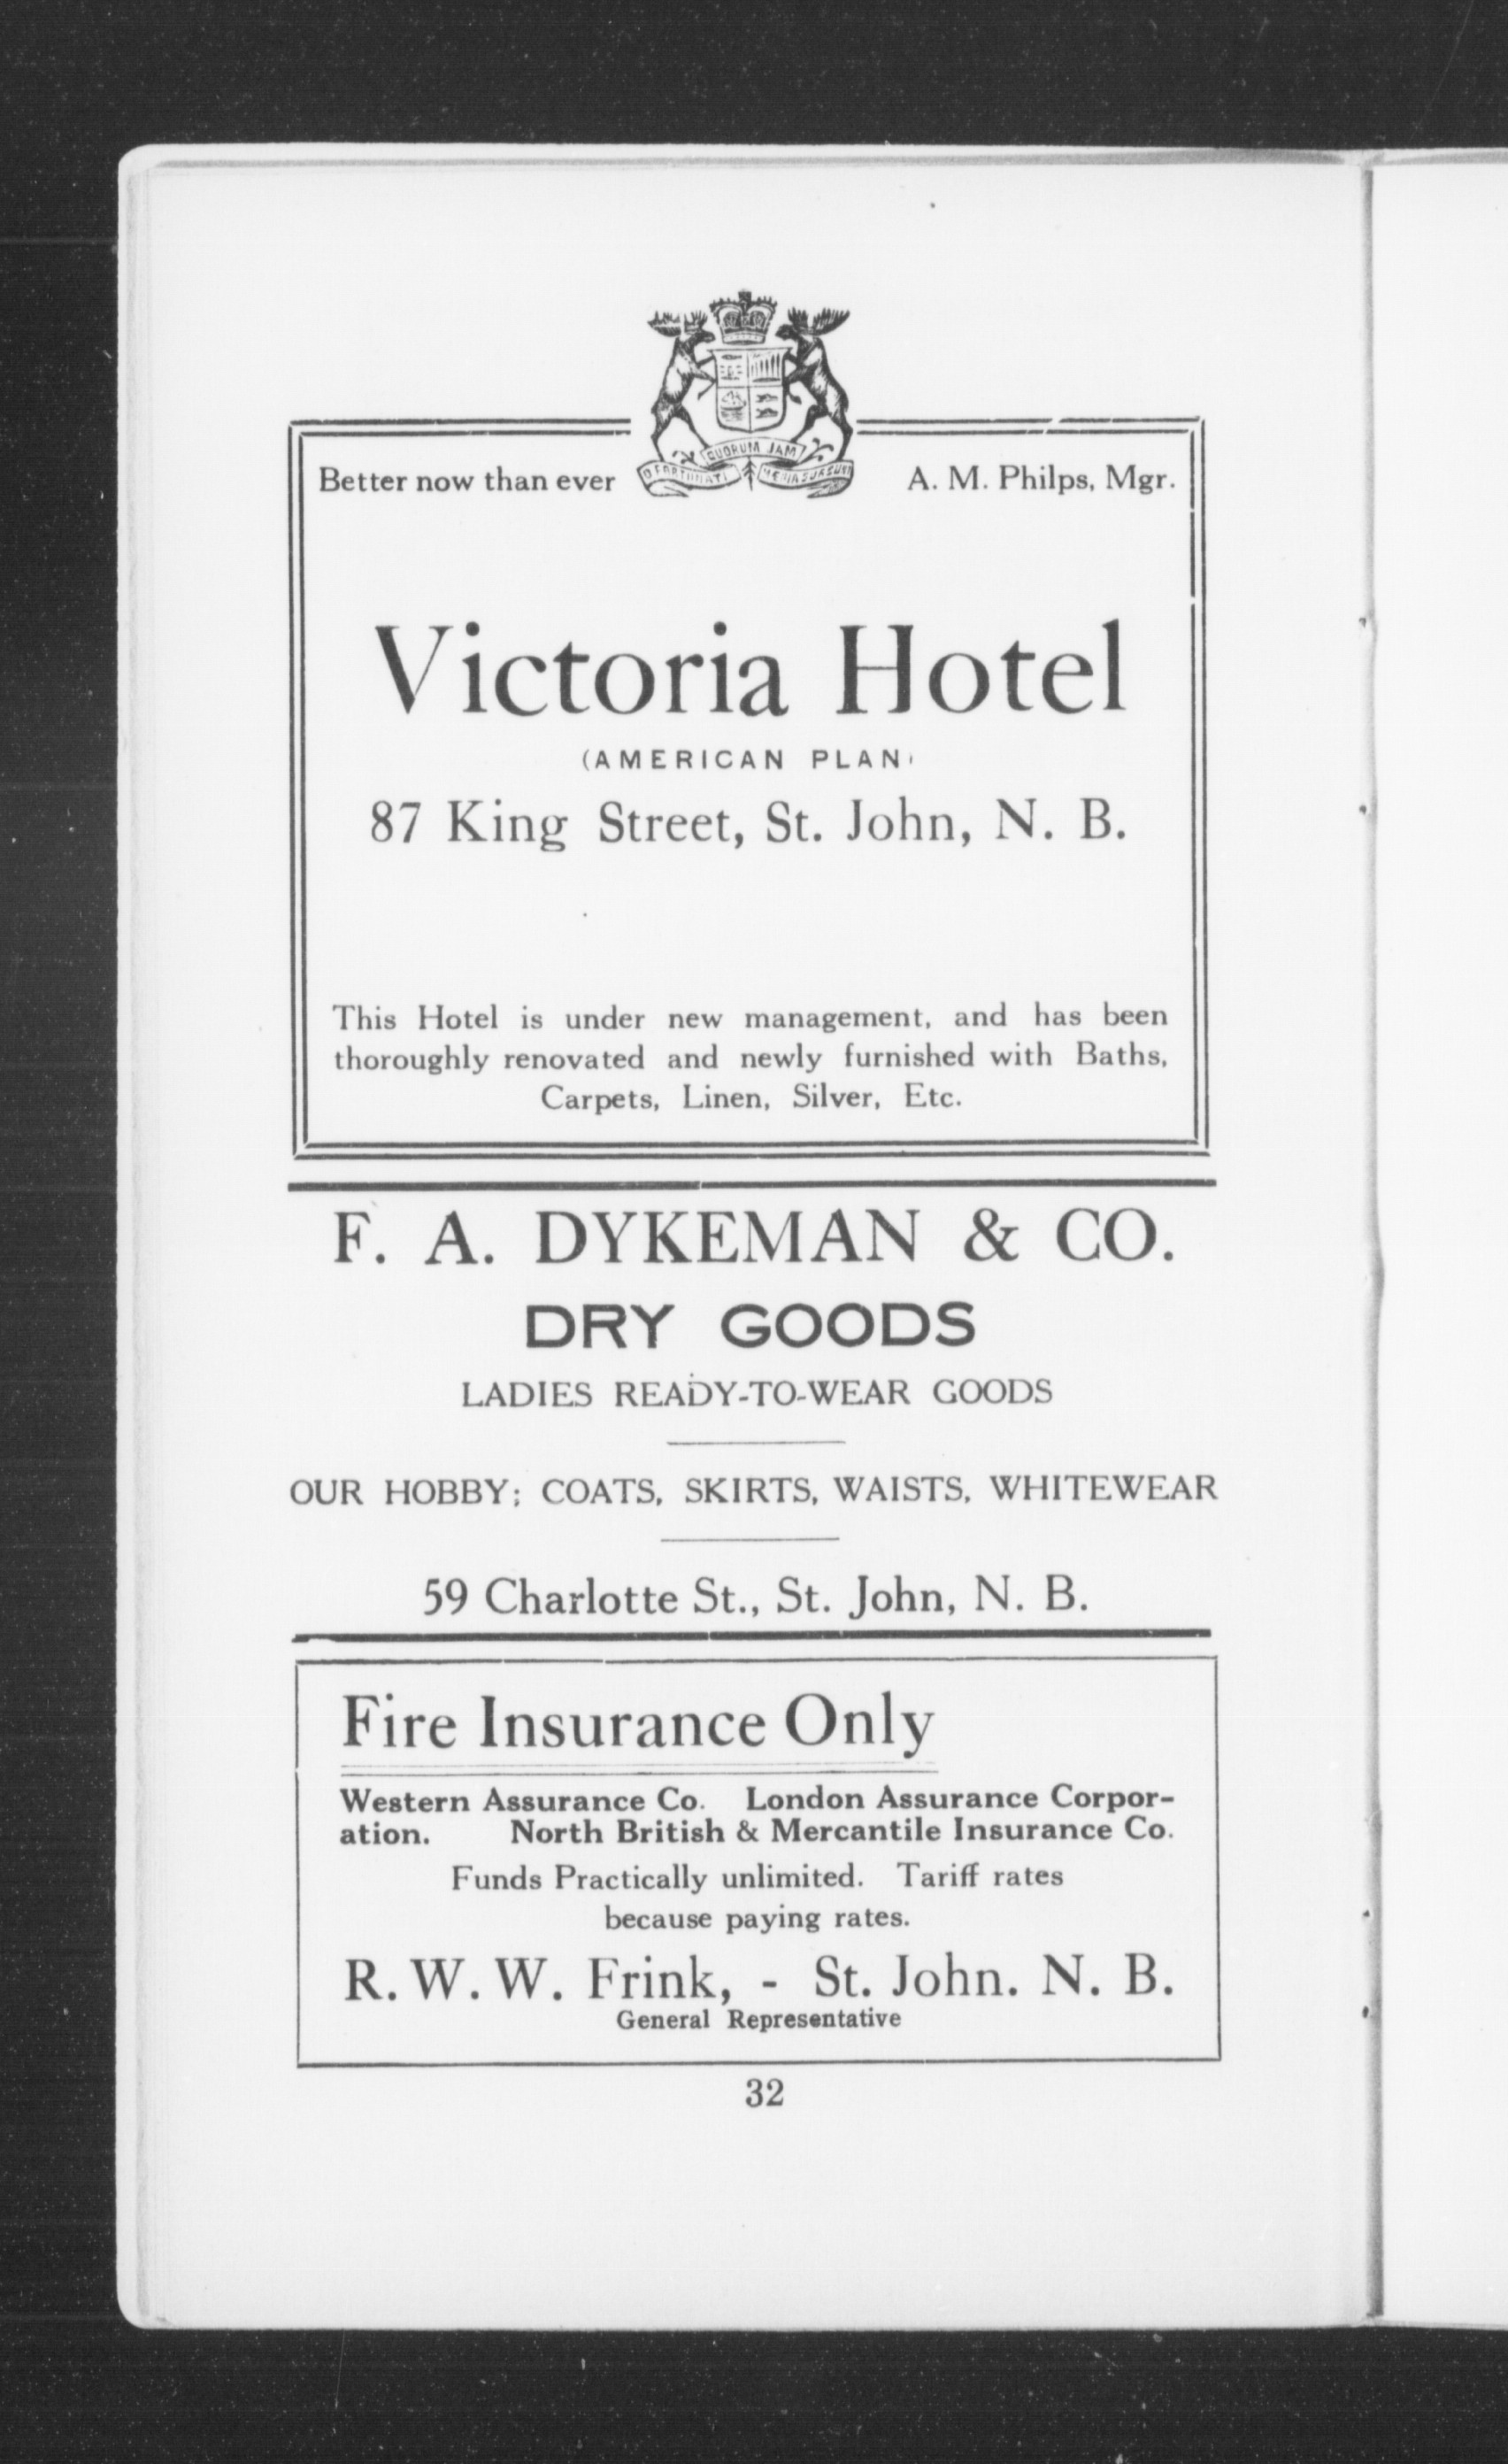 QUORUM JAM
Better now than ever
A. M. Philps, Mgr.
Victoria Hotel
(AMERICAN PLAN)
87 King Street, St. John, N. B.
This Hotel is under new management, and has been
thoroughly renovated and newly furnished with Baths,
Carpets, Linen, Silver, Etc.
F. A. DYKEMAN & CO.
DRY GOODS
LADIES READY-TO-WEAR GOODS
OUR HOBBY; COATS, SKIRTS, WAISTS, WHITEWEAR
59 Charlotte St., St. John, N. B.
Fire Insurance Only
Western Assurance Co. London Assurance Corpor-
ation. North British & Mercantile Insurance Co.
Funds Practically unlimited. Tariff rates
because paying rates.
R. W. W. Frink, - St. John. N. B.
General Representative
32